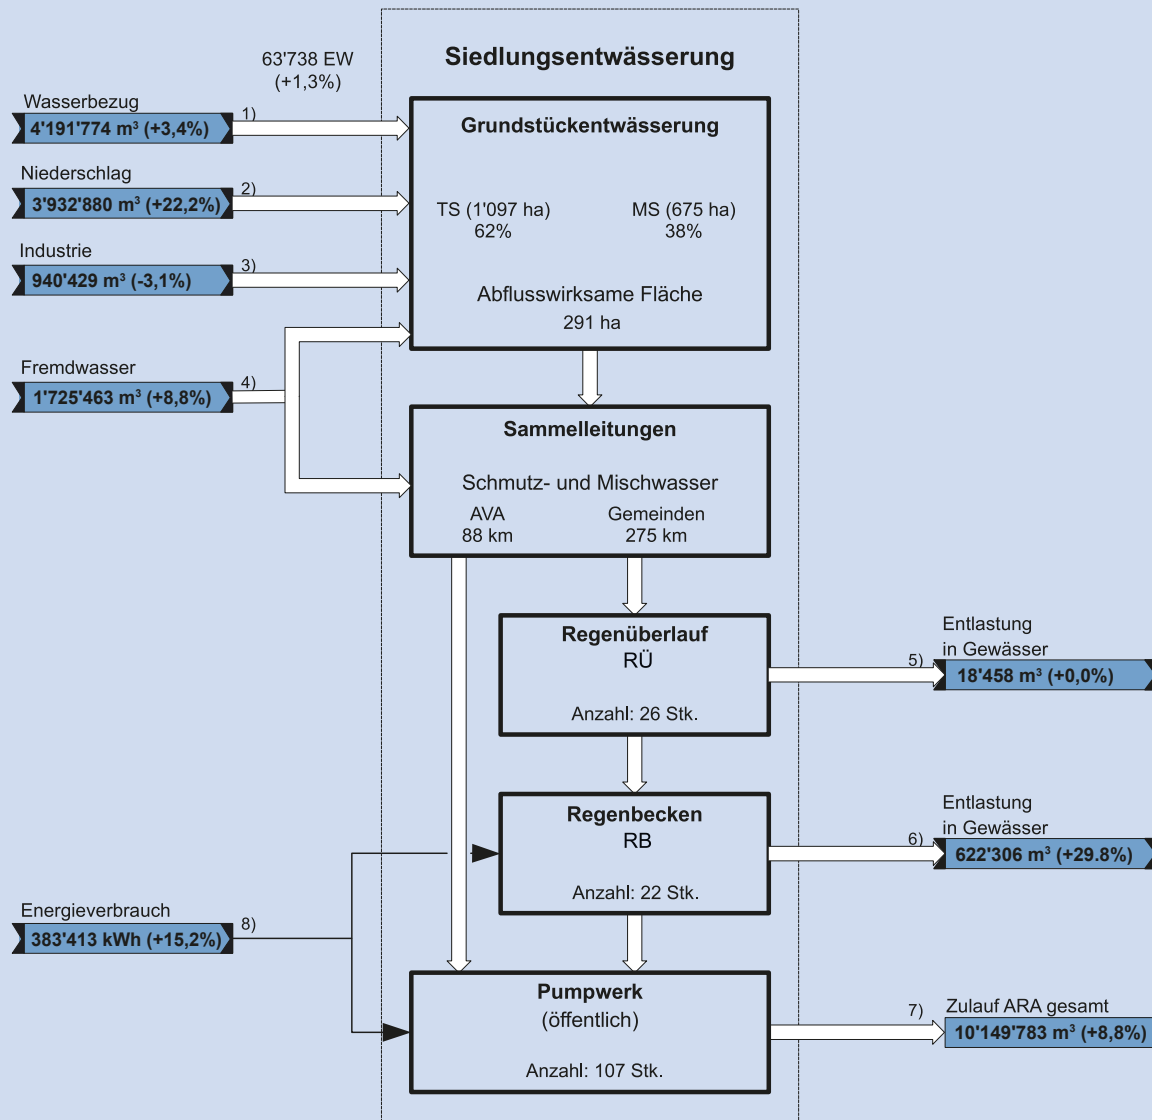 63'738 EW
(+1,3%)
Siedlungsentwässerung
Wasserbezug
4'191'774 m³ (+3,4%)
1)
Grundstückentwässerung
Niederschlag
3'932'880 m³ (+22,2%)
2)
TS (1'097 ha)
62%
MS (675 ha)
38%
Industrie
940'429 m³ (-3,1%)
3)
Abflusswirksame Fläche
291 ha
Fremdwasser
1'725'463 m³ (+8,8%)
4)
Sammelleitungen
Schmutz- und Mischwasser
AVA
88 km
Gemeinden
275 km
Regenüberlauf
RÜ
Anzahl: 26 Stk.
5)
Entlastung
in Gewässer
18'458 m³ (+0,0%)
Regenbecken
RB
Anzahl: 22 Stk.
6)
Entlastung
in Gewässer
622'306 m³ (+29.8%)
Energieverbrauch
383'413 kWh (+15,2%)
8)
Pumpwerk
(öffentlich)
Anzahl: 107 Stk.
7)
Zulauf ARA gesamt
10'149'783 m³ (+8,8%)